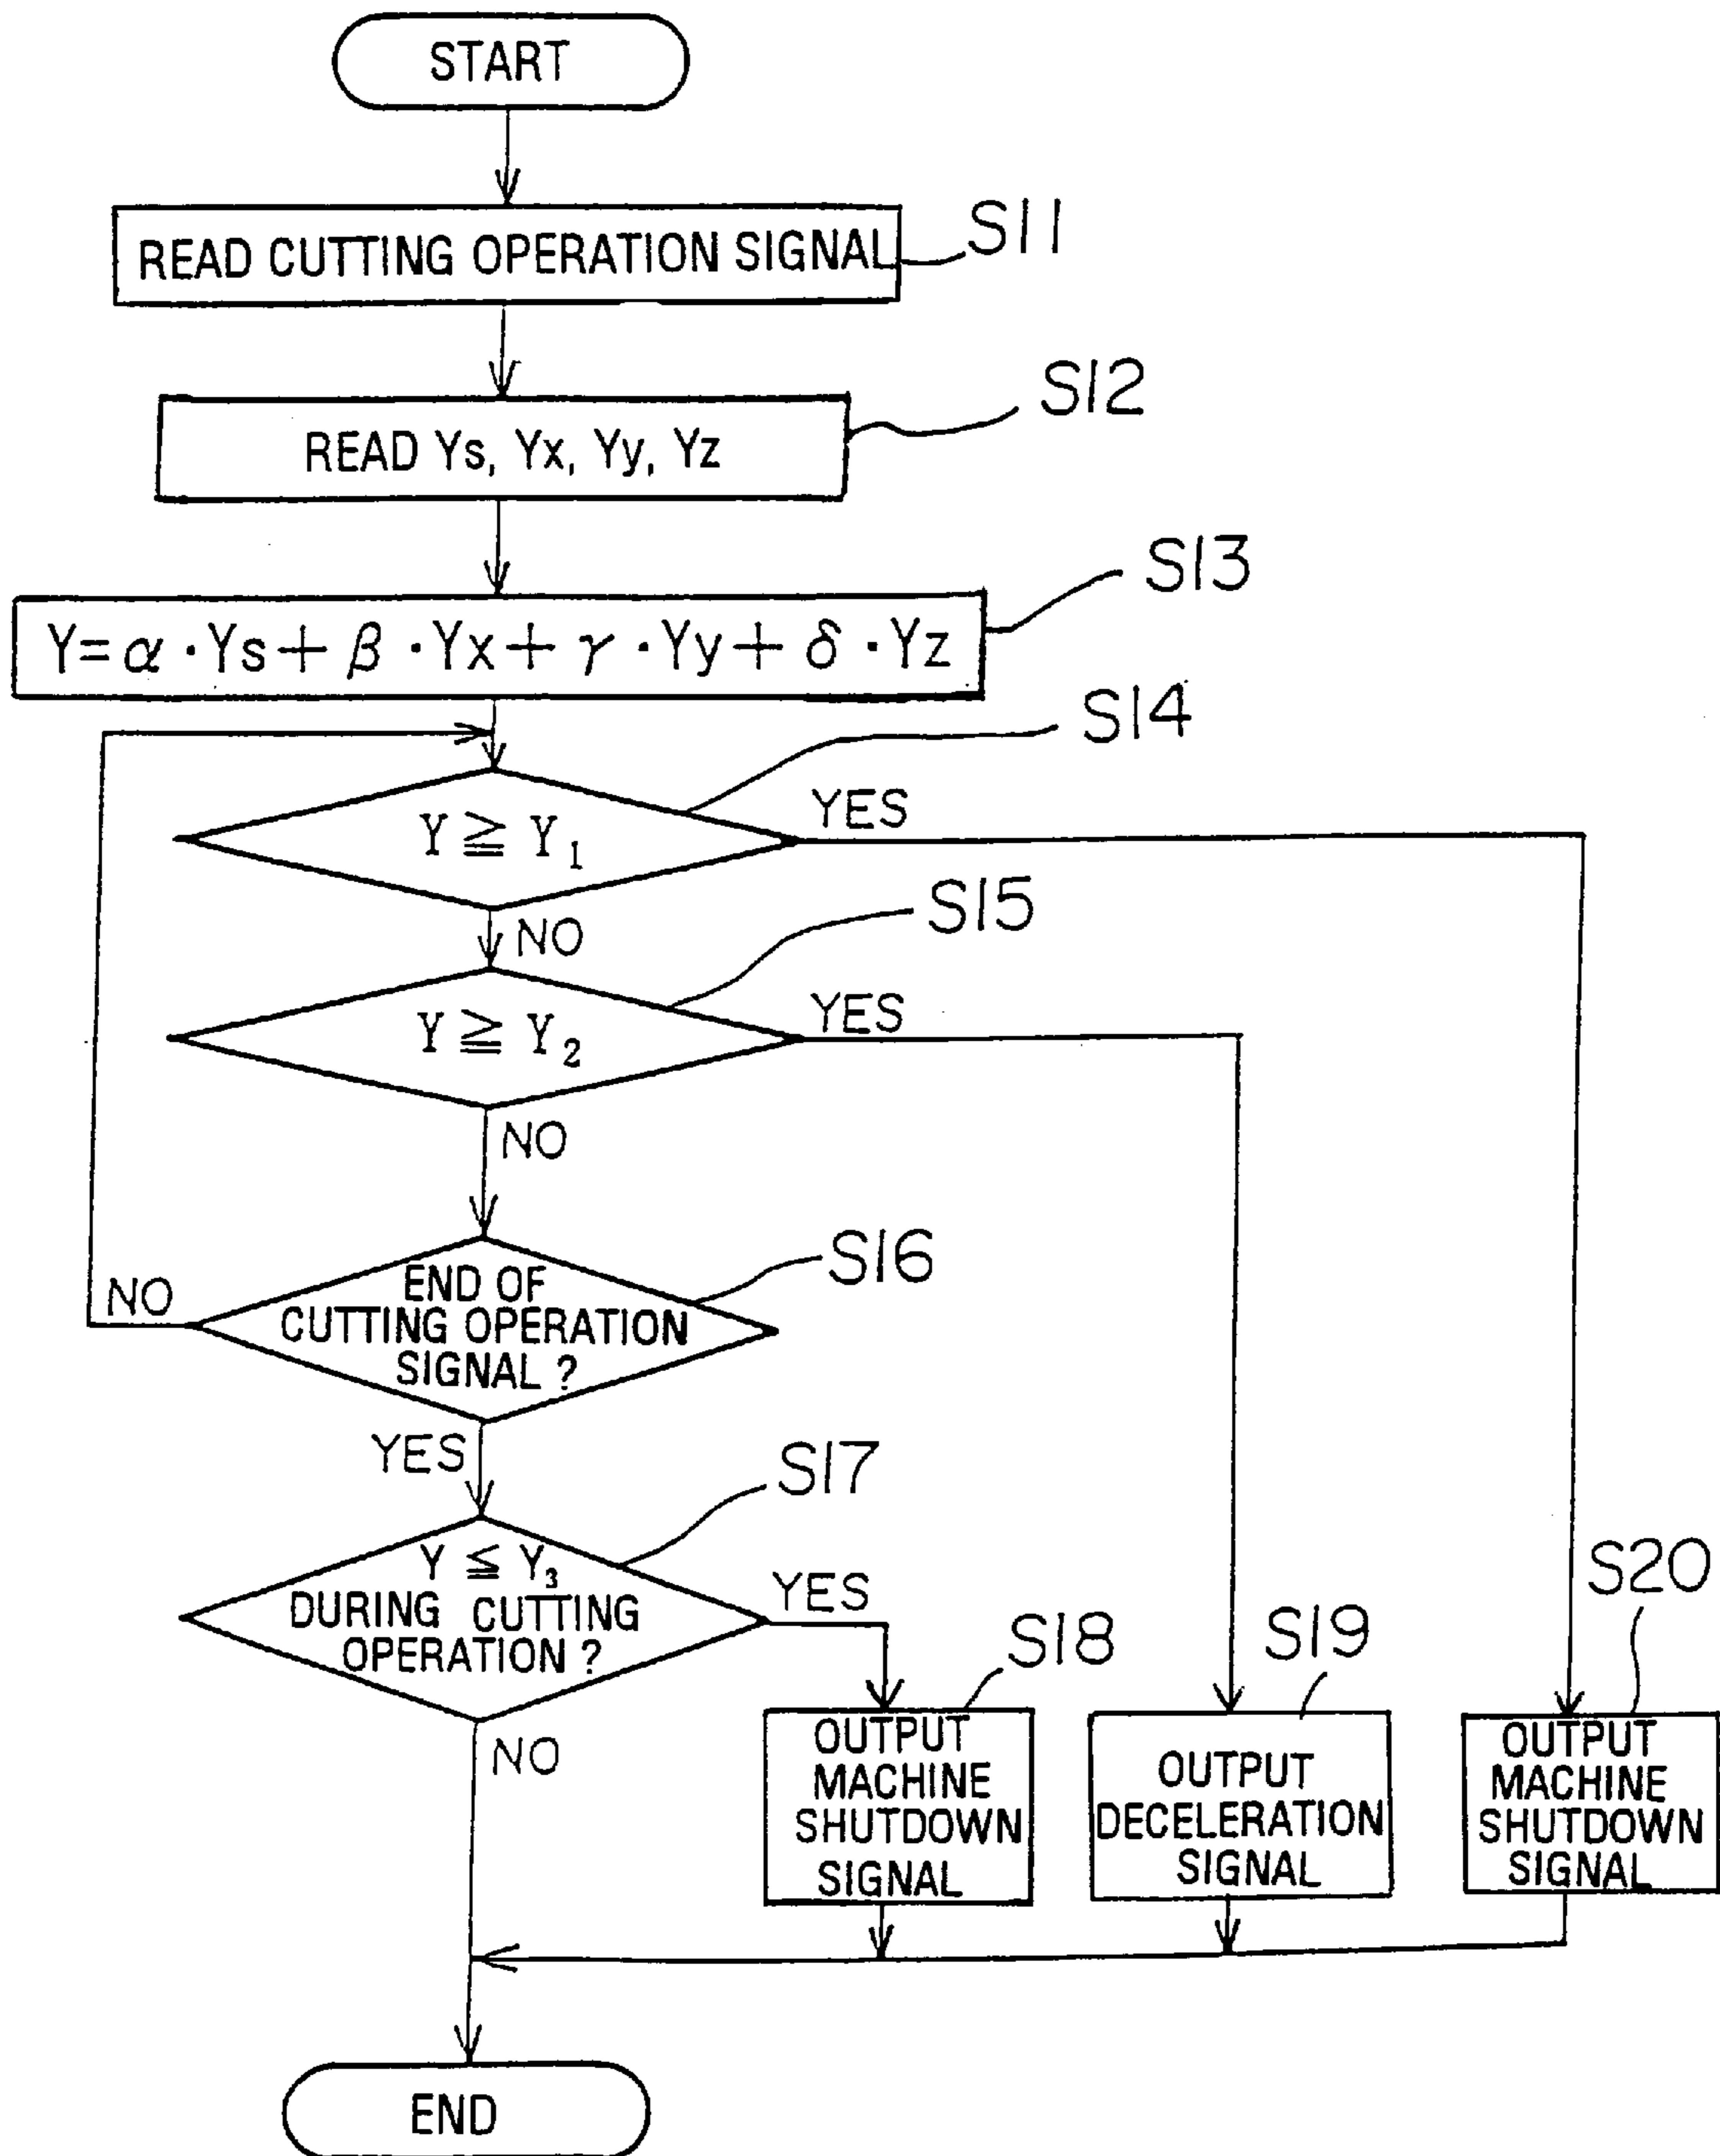 START
READ CUTTING OPERATION SIGNAL
S11
READ Ys, Yx, Yy, Yz
S12
Y=α·Ys+β·Yx+γ·Yy+δ·Yz
S13
Y ≧ Y1
S14
YES
NO
Y ≧ Y2
S15
YES
NO
END OF
CUTTING OPERATION
SIGNAL ?
S16
NO
YES
Y ≦ Y3
DURING CUTTING
OPERATION ?
S17
YES
NO
OUTPUT
MACHINE
SHUTDOWN
SIGNAL
S18
OUTPUT
DECELERATION
SIGNAL
S19
OUTPUT
MACHINE
SHUTDOWN
SIGNAL
S20
END